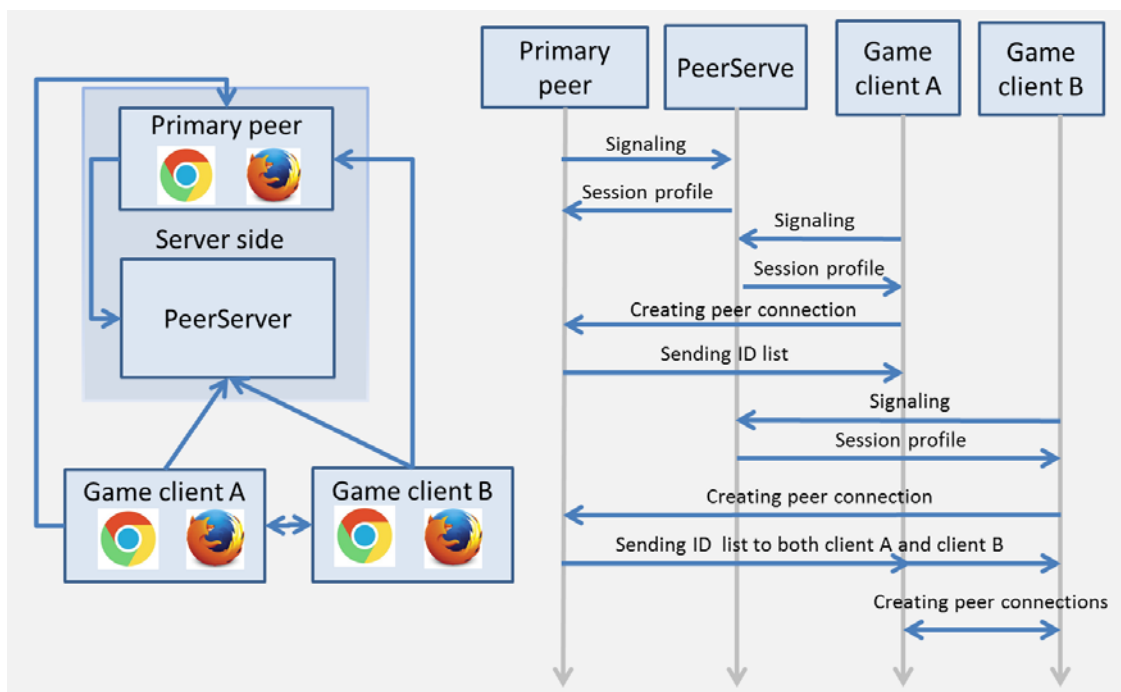 Primary peer
Server side
PeerServer
Game client A
Game client B
Primary
peer
PeerServe
Game
client A
Game
client B
Signaling
Session profile
Signaling
Session profile
Creating peer connection
Sending ID list
Signaling
Session profile
Creating peer connection
Sending ID list to both client A and client B
Creating peer connections